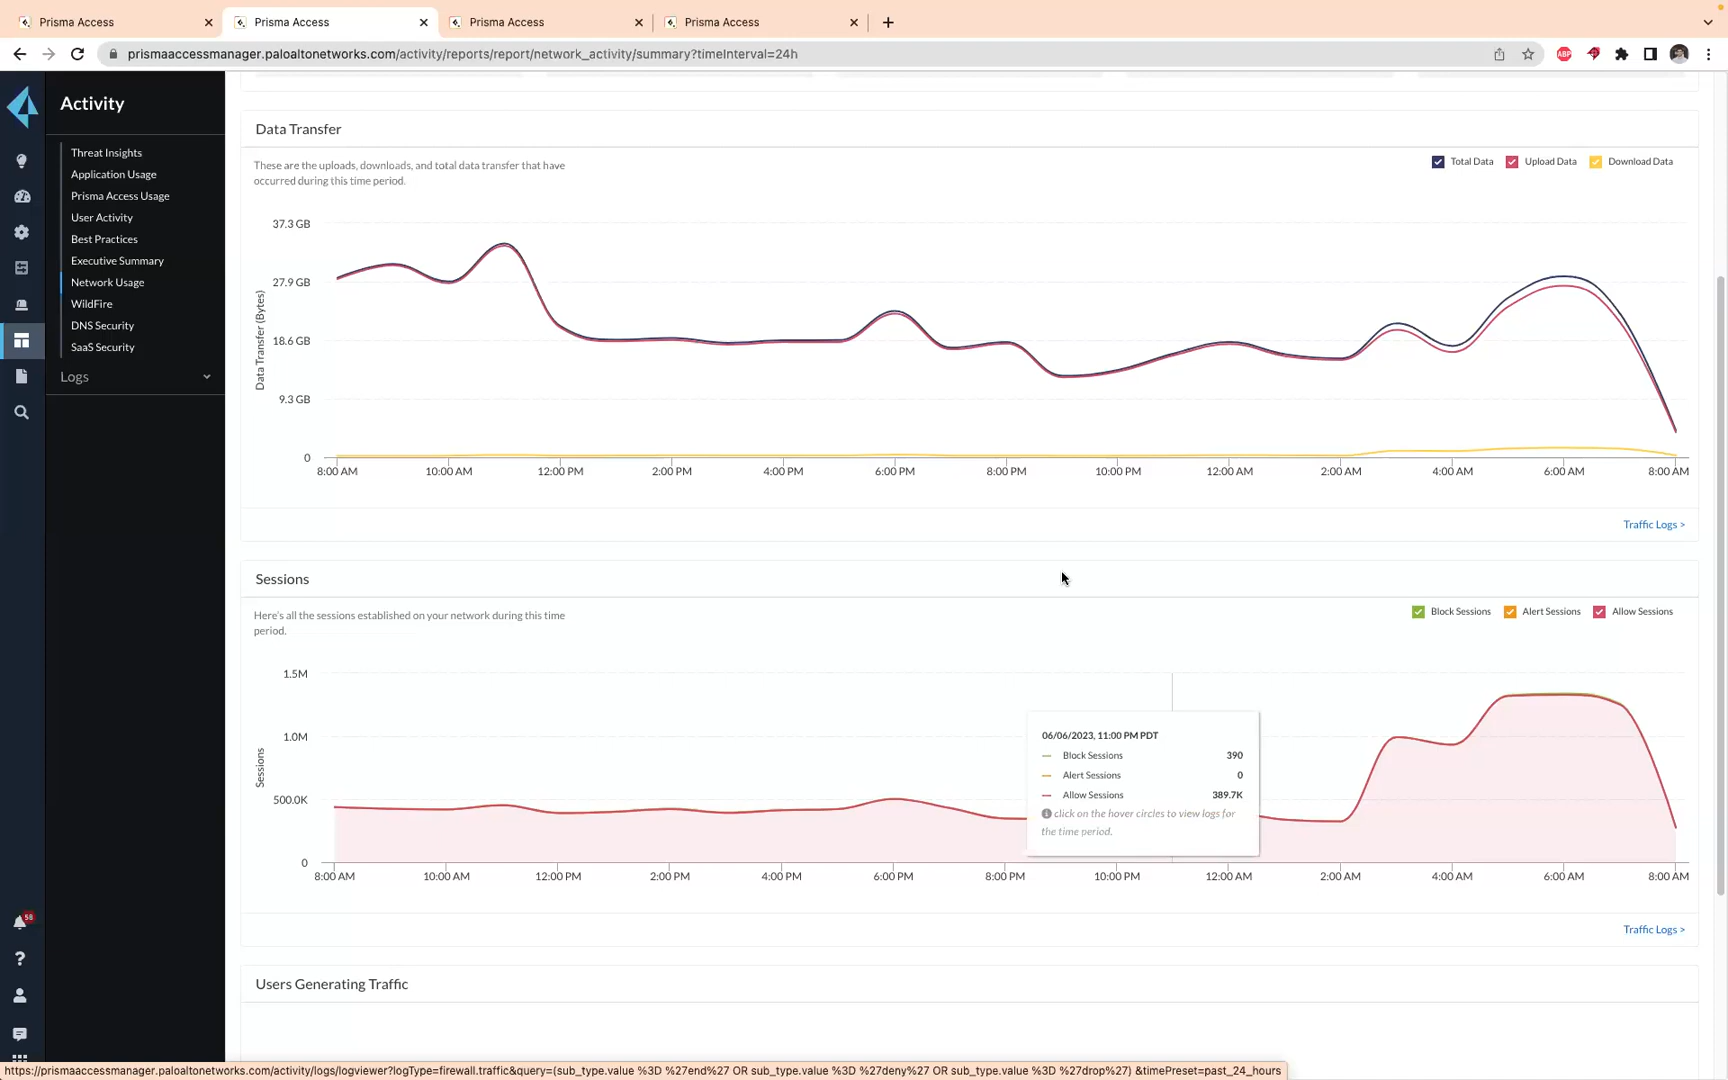 Prisma Access
Prisma Access
Prisma Access
Prisma Access
prismaaccessmanager.paloaltonetworks.com/activity/reports/report/network_activity/summary?timeInterval=24h
ABP
Activity
Threat Insights
Application Usage
Prisma Access Usage
User Activity
Best Practices
Executive Summary
Network Usage
WildFire
DNS Security
SaaS Security
Logs
58
Data Transfer
These are the uploads, downloads, and total data transfer that have
occurred during this time period.
Total Data
Upload Data
Download Data
Data Transfer (Bytes)
37.3 GB
27.9 GB
18.6 GB
9.3 GB
0
8:00 AM 10:00 AM 12:00 PM 2:00 PM 4:00 PM 6:00 PM 8:00 PM 10:00 PM 12:00 AM 2:00 AM 4:00 AM 6:00 AM 8:00 AM
Traffic Logs >
Sessions
Here's all the sessions established on your network during this time
period.
Block Sessions
Alert Sessions
Allow Sessions
Sessions
1.5M
1.0M
500.0K
0
06/06/2023, 11:00 PM PDT
Block Sessions 390
Alert Sessions 0
Allow Sessions 389.7K
click on the hover circles to view logs for
the time period.
8:00 AM 10:00 AM 12:00 PM 2:00 PM 4:00 PM 6:00 PM 8:00 PM 10:00 PM 12:00 AM 2:00 AM 4:00 AM 6:00 AM 8:00 AM
Traffic Logs >
Users Generating Traffic
https://prismaaccessmanager.paloaltonetworks.com/activity/logs/logviewer?logType=firewall.traffic&query=(sub_type.value %3D %27end%27 OR sub_type.value %3D %27deny%27 OR sub_type.value %3D %27drop%27) &timePreset=past_24_hours